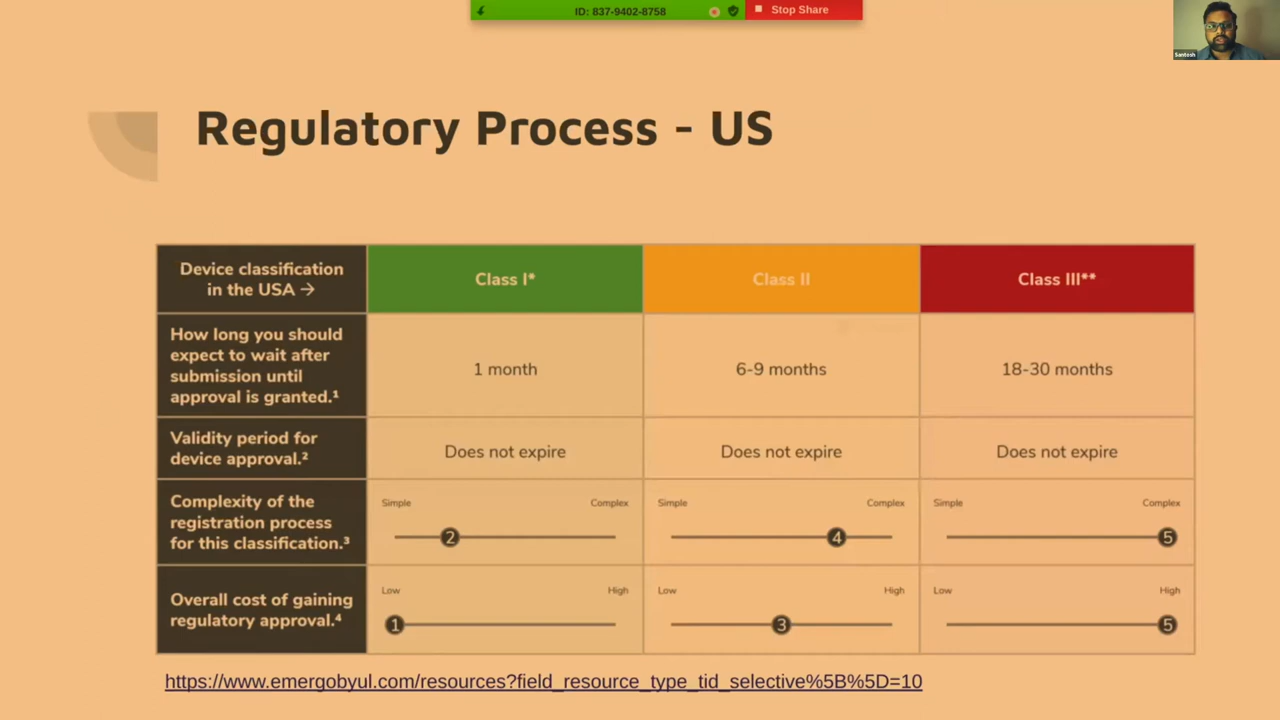 ID: 837-9402-8758
Stop Share
Santosh
Regulatory Process - US
Device classification
in the USA →
Class I*
Class II
Class III**
How long you should
expect to wait after
submission until
approval is granted.¹
1 month
6-9 months
18-30 months
Validity period for
device approval.²
Does not expire
Does not expire
Does not expire
Complexity of the
registration process
for this classification.³
Simple
Complex
2
Simple
Complex
4
Simple
Complex
5
Overall cost of gaining
regulatory approval.⁴
Low
High
1
Low
High
3
Low
High
5
https://www.emergobyul.com/resources?field_resource_type_tid_selective%5B%5D=10